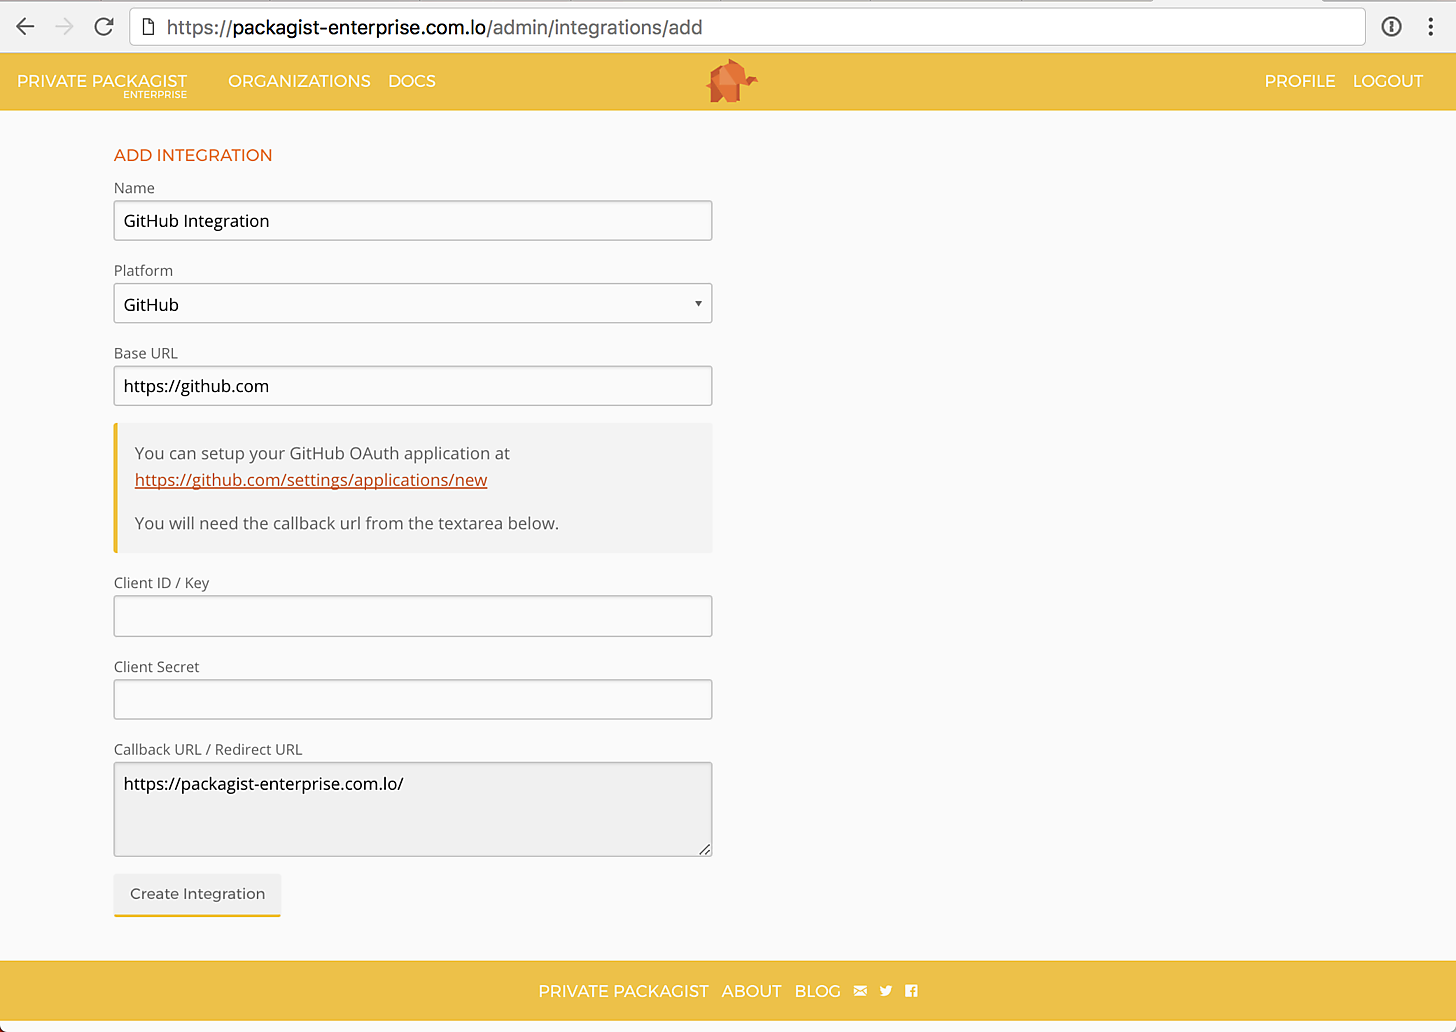 https://packagist-enterprise.com.lo/admin/integrations/add
PRIVATE PACKAGIST ORGANIZATIONS DOCS PROFILE LOGOUT
ENTERPRISE
ADD INTEGRATION
Name
GitHub Integration
Platform
GitHub
Base URL
https://github.com
You can setup your GitHub OAuth application at
https://github.com/settings/applications/new
You will need the callback url from the textarea below.
Client ID / Key
Client Secret
Callback URL / Redirect URL
https://packagist-enterprise.com.lo/
Create Integration
PRIVATE PACKAGIST ABOUT BLOG